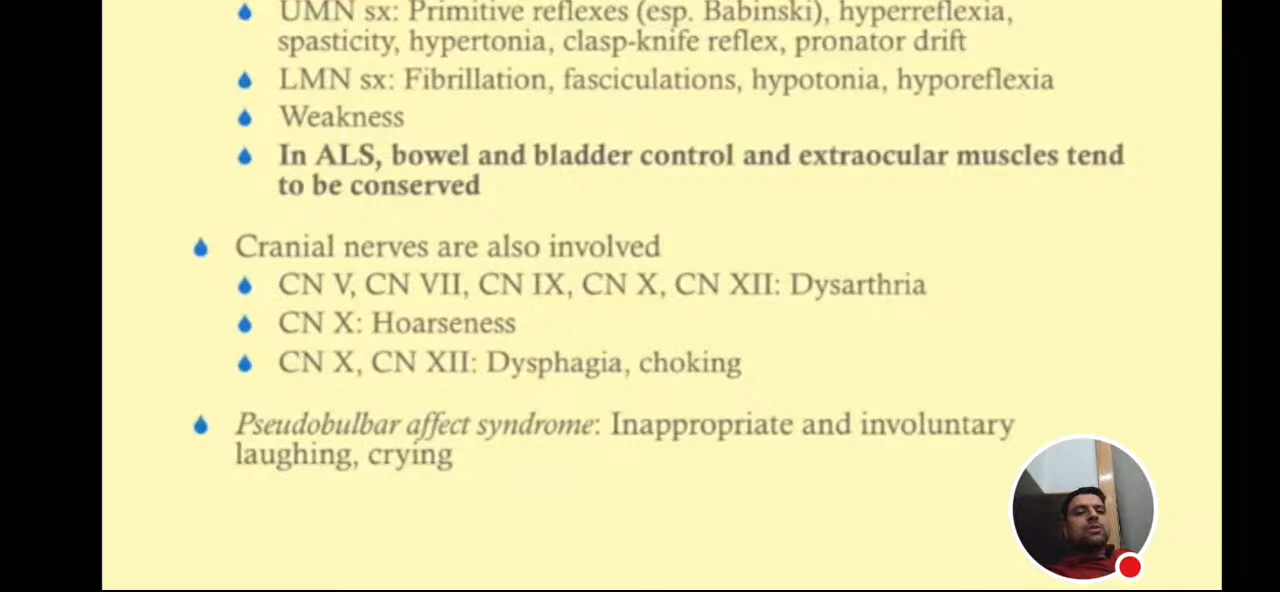 UMN sx: Primitive reflexes (esp. Babinski), hyperreflexia,
spasticity, hypertonia, clasp-knife reflex, pronator drift
LMN sx: Fibrillation, fasciculations, hypotonia, hyporeflexia
Weakness
In ALS, bowel and bladder control and extraocular muscles tend
to be conserved
Cranial nerves are also involved
CN V, CN VII, CN IX, CN X, CN XII: Dysarthria
CN X: Hoarseness
CN X, CN XII: Dysphagia, choking
Pseudobulbar affect syndrome: Inappropriate and involuntary
laughing, crying